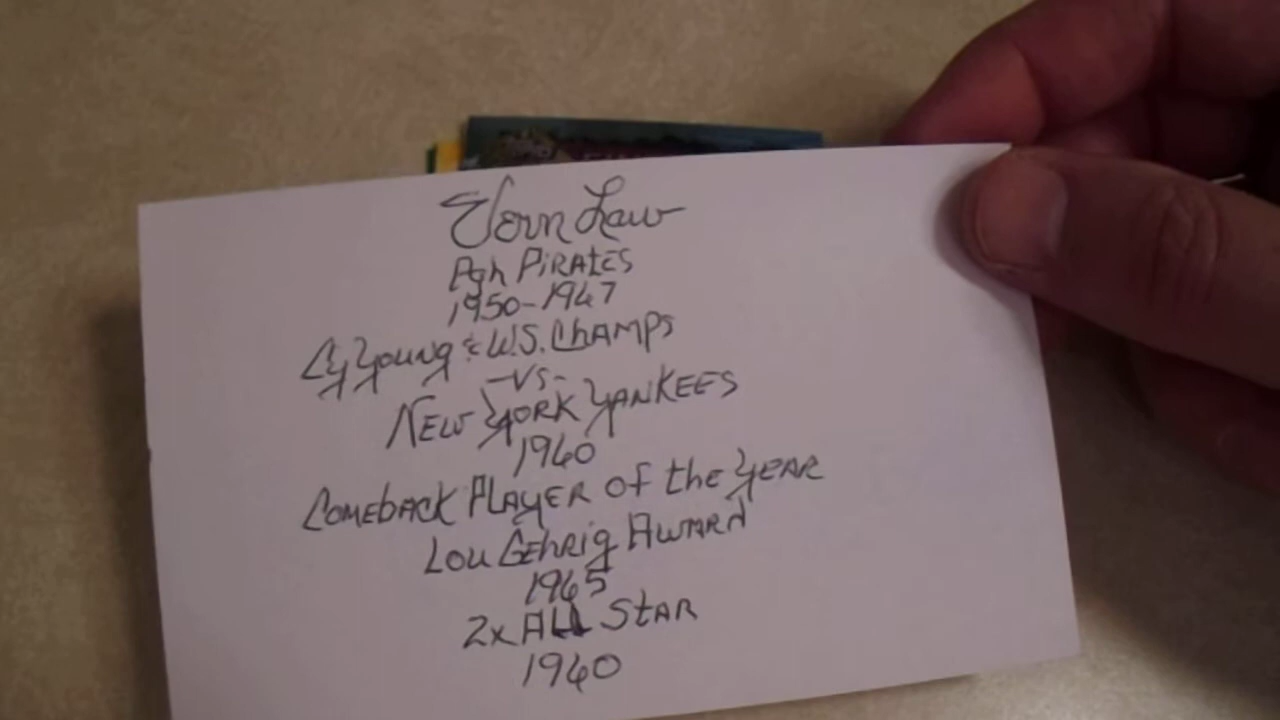 Vern Law
Pgh PiRAtES
1950-1967
Cy Young & W.S. ChAMPS
-VS-
NEW YORK YANKEES
1960
COMEbACK PLAYER of the YEAR
Lou GEhRig AWARD
1965
2x ALL StAR
1960